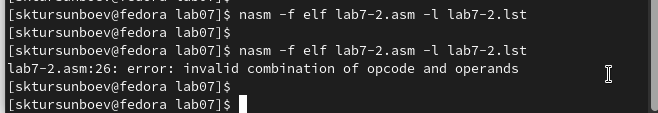 [sktursunboev@fedora lab07]$ nasm -f elf lab7-2.asm -l lab7-2.lst
[sktursunboev@fedora lab07]$
[sktursunboev@fedora lab07]$ nasm -f elf lab7-2.asm -l lab7-2.lst
lab7-2.asm:26: error: invalid combination of opcode and operands
[sktursunboev@fedora lab07]$
[sktursunboev@fedora lab07]$